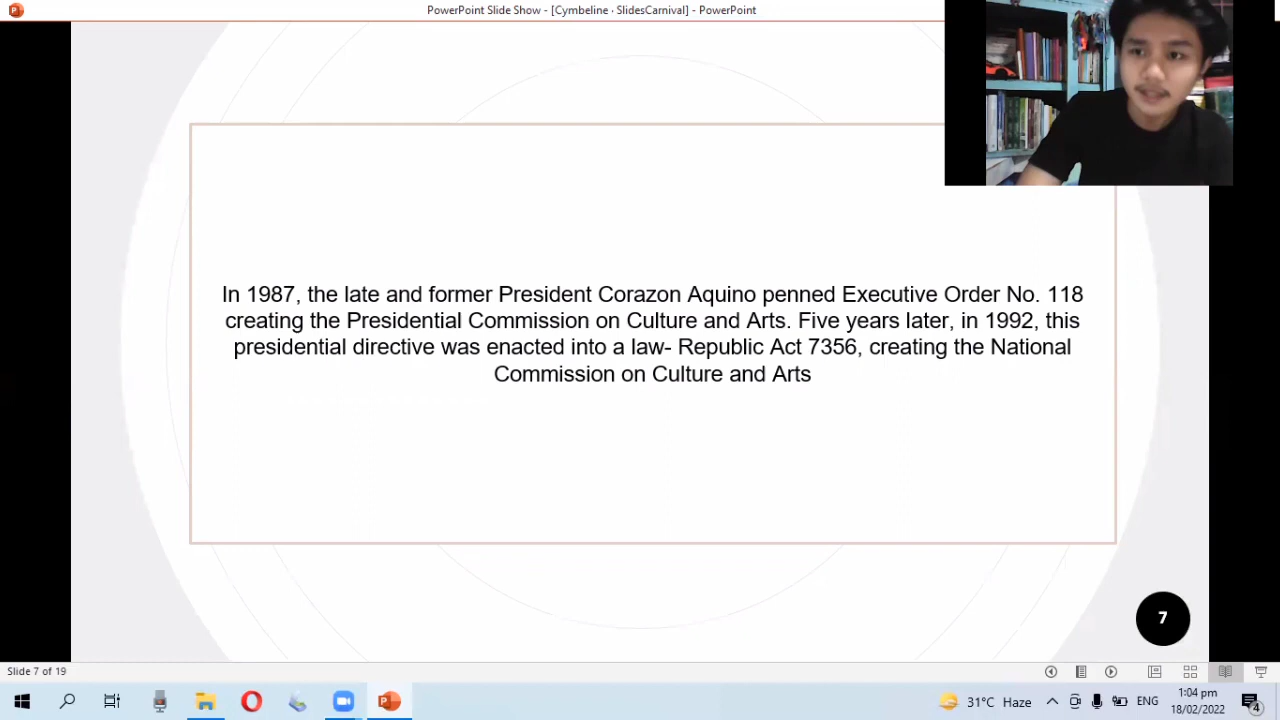 PowerPoint Slide Show - [Cymbeline · SlidesCarnival] - PowerPoint
In 1987, the late and former President Corazon Aquino penned Executive Order No. 118
creating the Presidential Commission on Culture and Arts. Five years later, in 1992, this
presidential directive was enacted into a law- Republic Act 7356, creating the National
Commission on Culture and Arts
7
Slide 7 of 19
31°C Haze
ENG
1:04 pm
18/02/2022
4